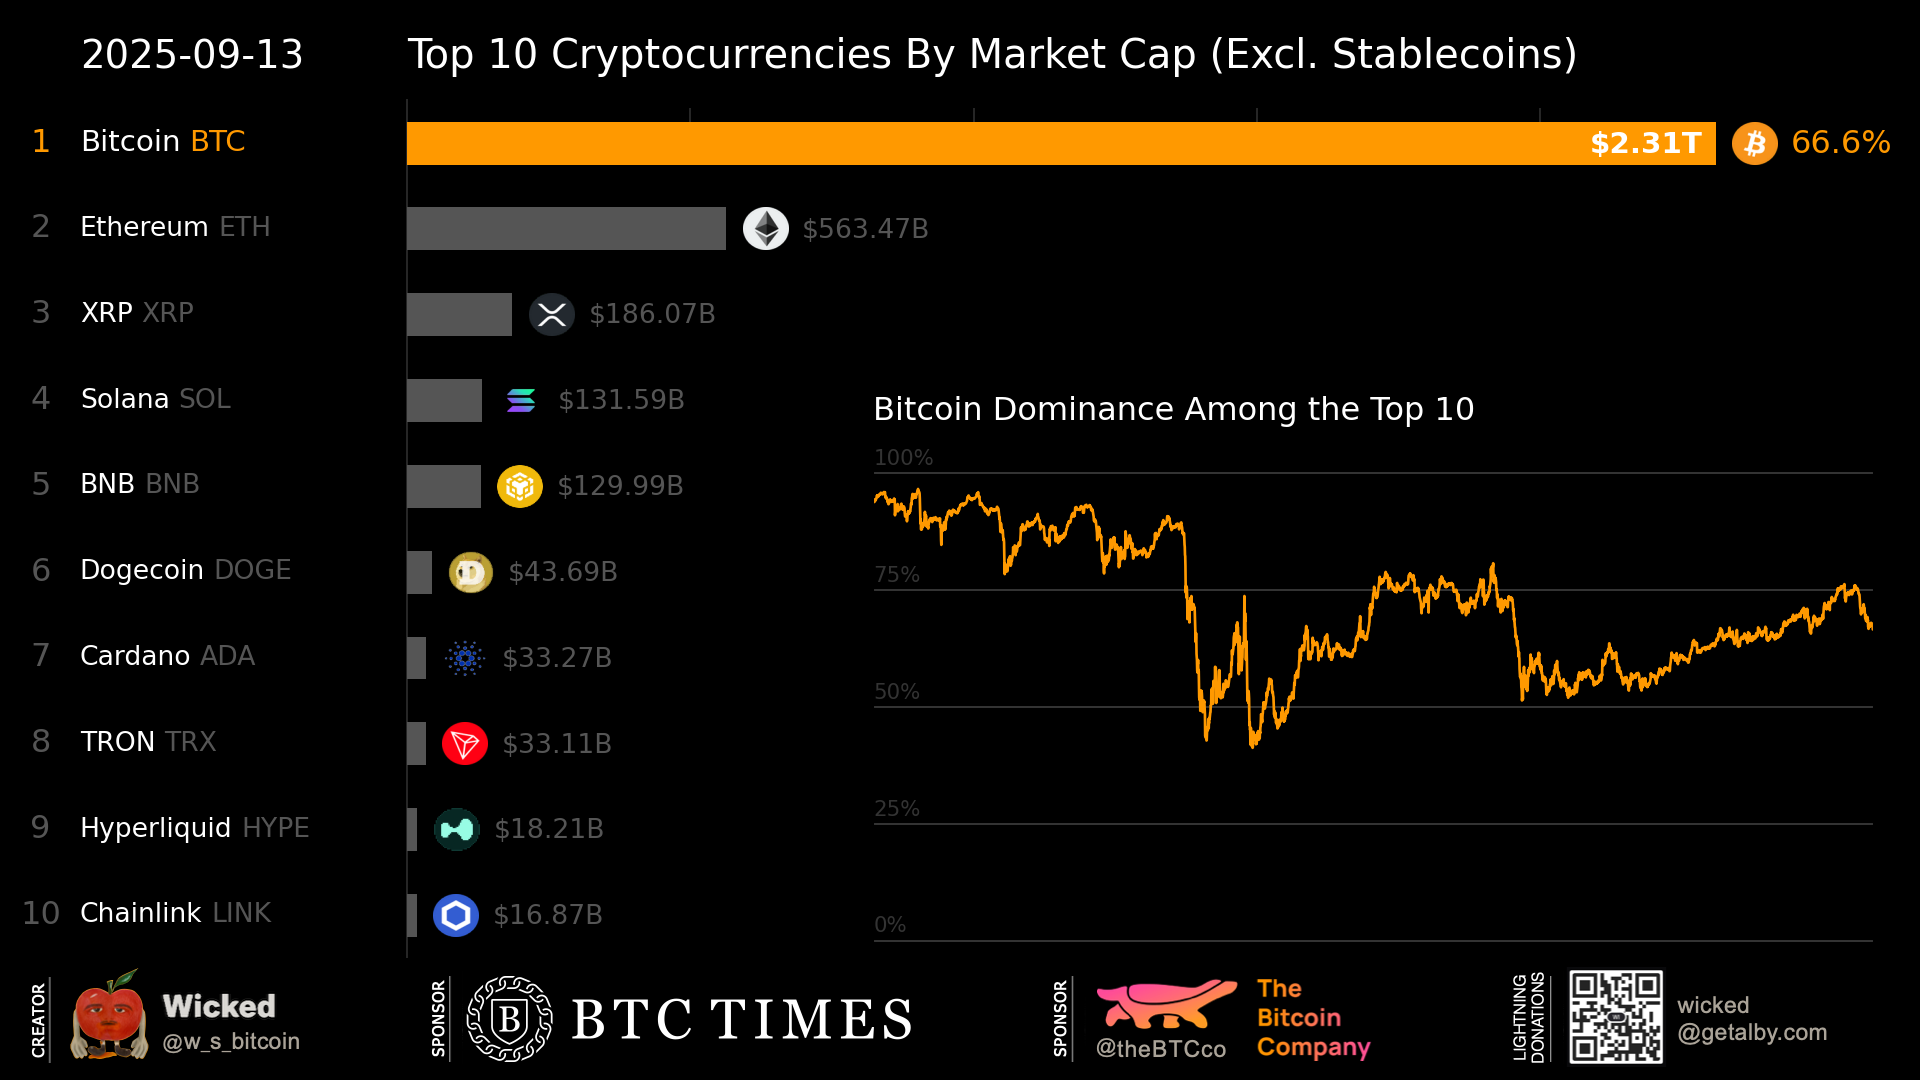 2025-09-13
Top 10 Cryptocurrencies By Market Cap (Excl. Stablecoins)
1 Bitcoin BTC $2.31T 66.6%
2 Ethereum ETH $563.47B
3 XRP XRP $186.07B
4 Solana SOL $131.59B
5 BNB BNB $129.99B
6 Dogecoin DOGE $43.69B
7 Cardano ADA $33.27B
8 TRON TRX $33.11B
9 Hyperliquid HYPE $18.21B
10 Chainlink LINK $16.87B
Bitcoin Dominance Among the Top 10
100%
75%
50%
25%
0%
CREATOR
Wicked
@w_s_bitcoin
SPONSOR
B
BTC TIMES
SPONSOR
@theBTCco
The
Bitcoin
Company
LIGHTNING
DONATIONS
wicked
@getalby.com